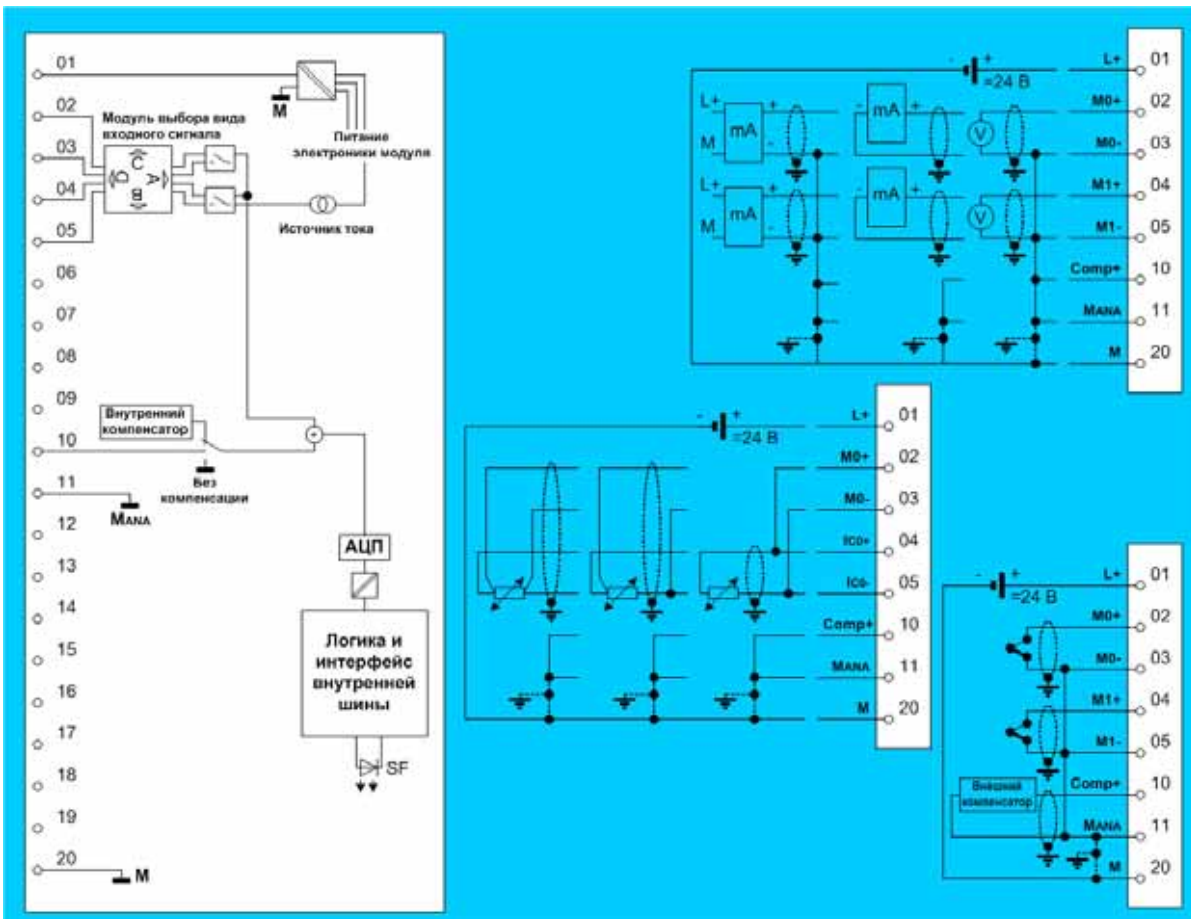 01
02
03
04
05
06
07
08
09
10
11
12
13
14
15
16
17
18
19
20
Модуль выбора вида
входного сигнала
C
D
A
B
M
Питание
электроники модуля
Источник тока
Внутренний
компенсатор
Без
компенсации
MANA
АЦП
Логика и
интерфейс
внутренней
шины
SF
M
- +
=24 В
L+ 01
M0+ 02
M0- 03
M1+ 04
M1- 05
Comp+ 10
MANA 11
M 20
L+ mA +
M -
- mA +
V
L+ mA +
M -
- mA +
V
- +
=24 В
L+ 01
M0+ 02
M0- 03
IC0+ 04
IC0- 05
Comp+ 10
MANA 11
M 20
- +
=24 В
L+ 01
M0+ 02
M0- 03
M1+ 04
M1- 05
Comp+ 10
MANA 11
M 20
Внешний
компенсатор